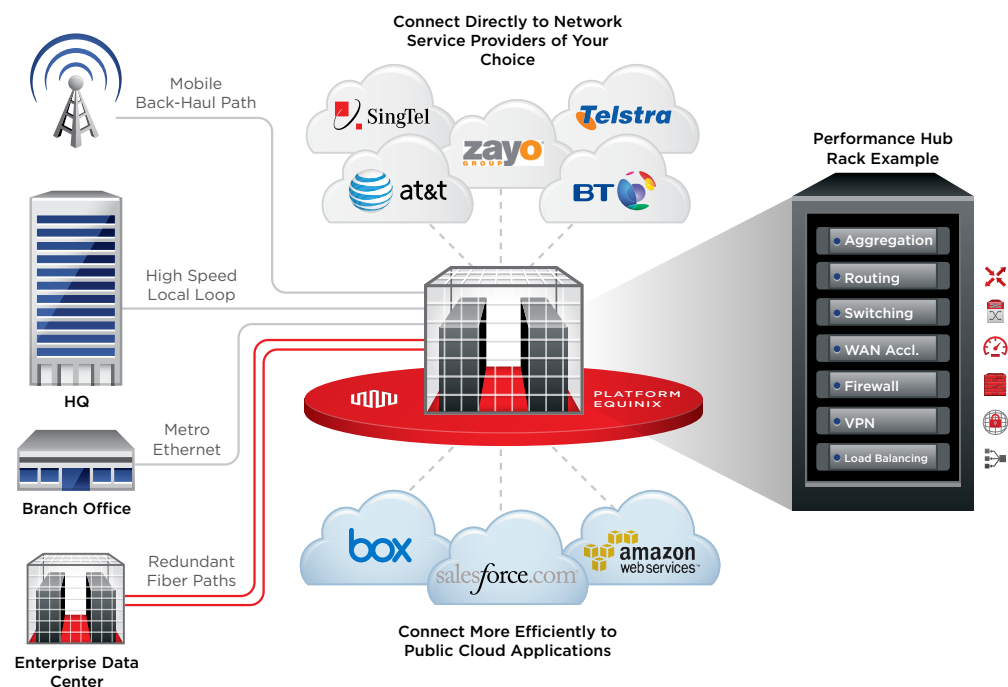 Connect Directly to Network
Service Providers of Your
Choice
Mobile
Back-Haul Path
SingTel
Telstra
zayo
GROUP
at&t
BT
High Speed
Local Loop
HQ
Metro
Ethernet
Branch Office
Redundant
Fiber Paths
Enterprise Data
Center
PLATFORM
EQUINIX
box
salesforce.com
amazon
webservices™
Connect More Efficiently to
Public Cloud Applications
Performance Hub
Rack Example
Aggregation
Routing
Switching
WAN Accl.
Firewall
VPN
Load Balancing